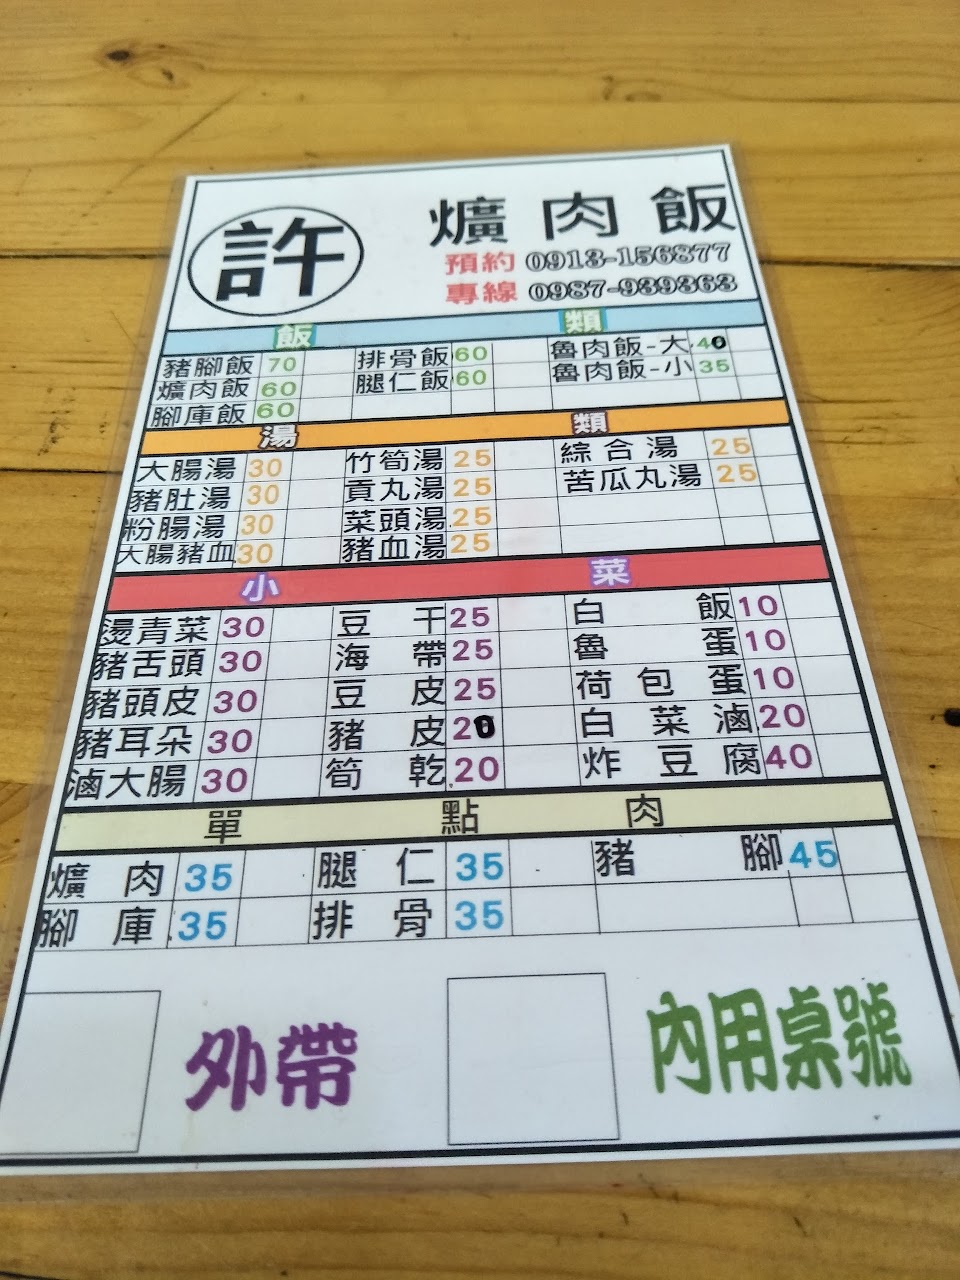 許 爌肉飯
預約 0913-156877
專線 0987-939363
飯 類
豬腳飯 70 排骨飯 60 魯肉飯-大 40
爌肉飯 60 腿仁飯 60 魯肉飯-小 35
腳庫飯 60
湯 類
大腸湯 30 竹筍湯 25 綜合湯 25
豬肚湯 30 貢丸湯 25 苦瓜丸湯 25
粉腸湯 30 菜頭湯 25
大腸豬血 30 豬血湯 25
小 菜
燙青菜 30 豆干 25 白飯 10
豬舌頭 30 海帶 25 魯蛋 10
豬頭皮 30 豆皮 25 荷包蛋 10
豬耳朵 30 豬皮 20 白菜滷 20
滷大腸 30 筍乾 20 炸豆腐 40
單 點 肉
爌肉 35 腿仁 35 豬腳 45
腳庫 35 排骨 35
外帶 內用桌號